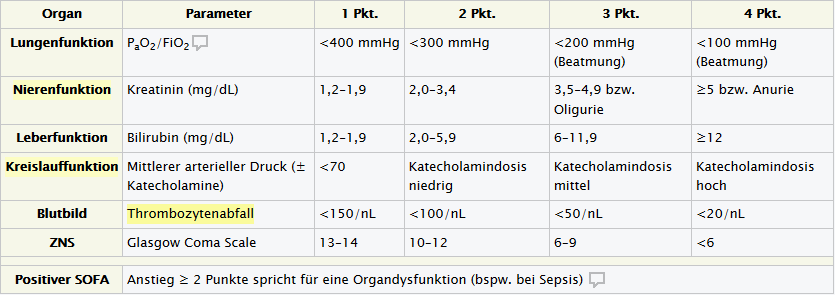 Organ Parameter 1 Pkt. 2 Pkt. 3 Pkt. 4 Pkt.
Lungenfunktion PaO2/FiO2 <400 mmHg <300 mmHg <200 mmHg (Beatmung) <100 mmHg (Beatmung)
Nierenfunktion Kreatinin (mg/dL) 1,2–1,9 2,0–3,4 3,5–4,9 bzw. Oligurie ≥5 bzw. Anurie
Leberfunktion Bilirubin (mg/dL) 1,2–1,9 2,0–5,9 6–11,9 ≥12
Kreislauffunktion Mittlerer arterieller Druck (± Katecholamine) <70 Katecholamindosis niedrig Katecholamindosis mittel Katecholamindosis hoch
Blutbild Thrombozytenabfall <150/nL <100/nL <50/nL <20/nL
ZNS Glasgow Coma Scale 13–14 10–12 6–9 <6
Positiver SOFA Anstieg ≥ 2 Punkte spricht für eine Organdysfunktion (bspw. bei Sepsis)